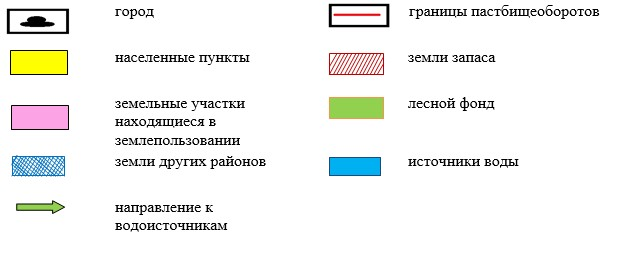 город
границы пастбищеоборотов
населенные пункты
земли запаса
земельные участки
находящиеся в
землепользовании
лесной фонд
земли других районов
источники воды
направление к
водоисточникам